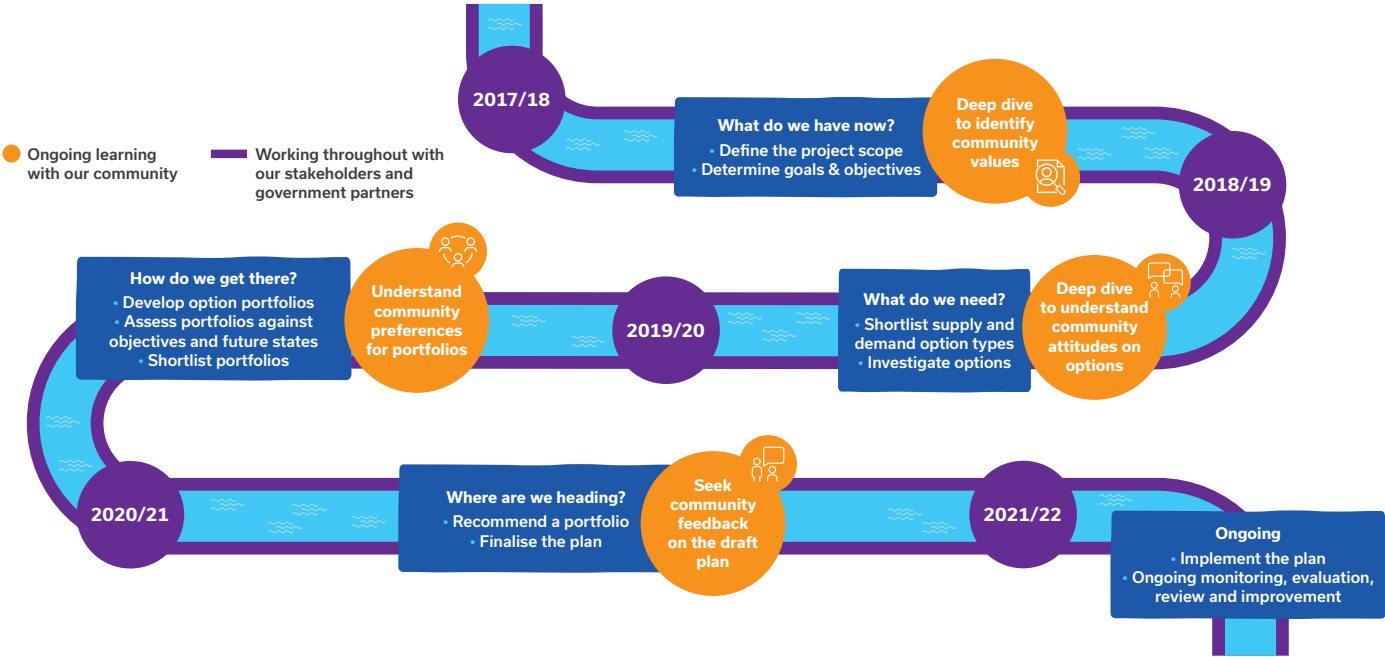 2017/18
What do we have now?
• Define the project scope
• Determine goals & objectives
Deep dive
to identify
community
values
2018/19
Ongoing learning
with our community
Working throughout with
our stakeholders and
government partners
How do we get there?
• Develop option portfolios
• Assess portfolios against
objectives and future states
• Shortlist portfolios
Understand
community
preferences
for portfolios
2019/20
What do we need?
• Shortlist supply and
demand option types
• Investigate options
Deep dive
to understand
community
attitudes on
options
2020/21
Where are we heading?
• Recommend a portfolio
• Finalise the plan
Seek
community
feedback
on the draft
plan
2021/22
Ongoing
• Implement the plan
• Ongoing monitoring, evaluation,
review and improvement